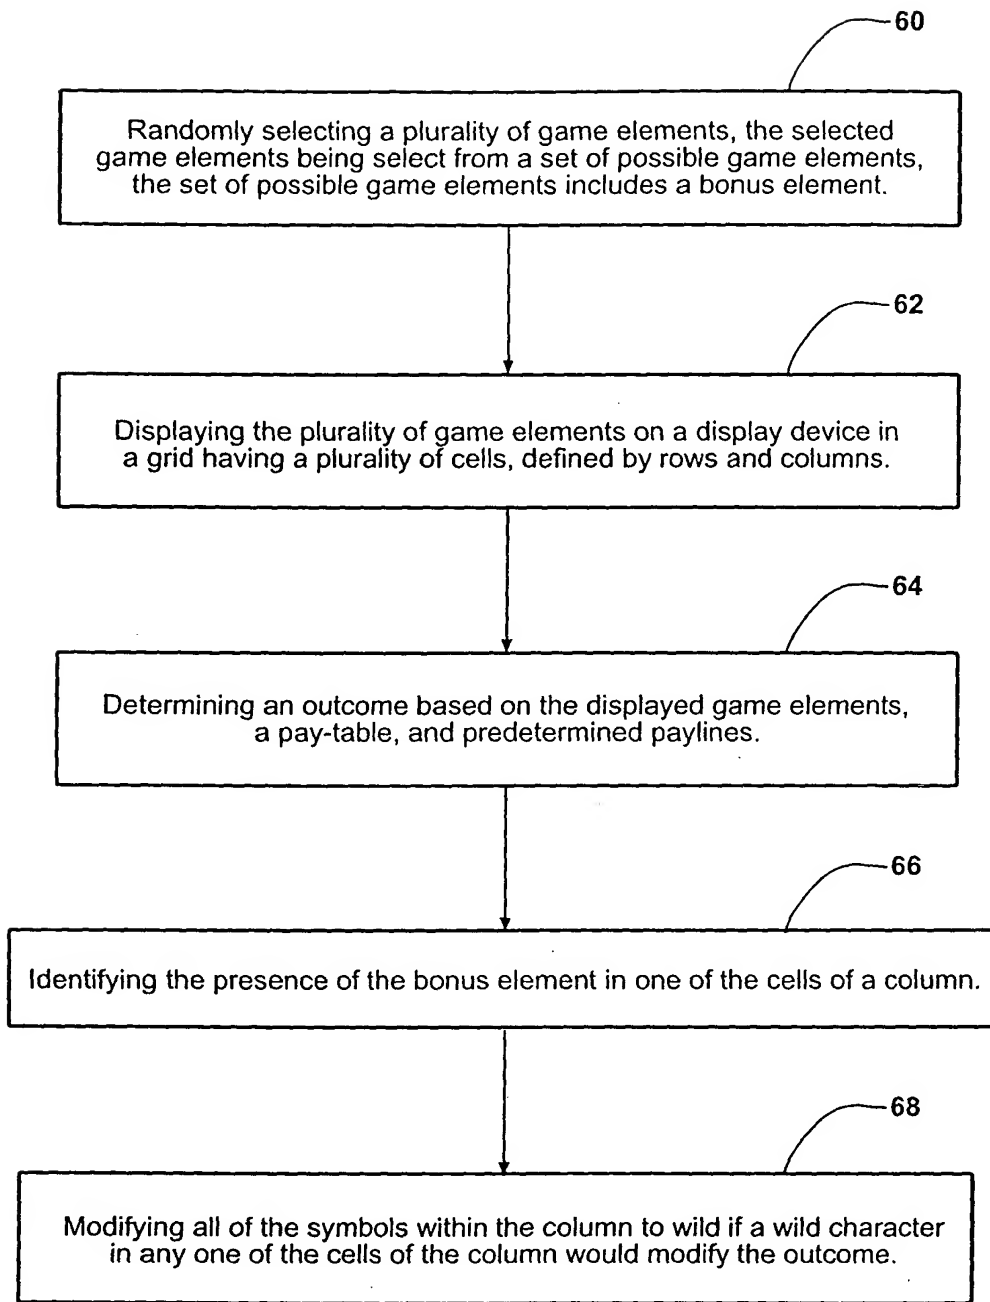 60
Randomly selecting a plurality of game elements, the selected
game elements being select from a set of possible game elements,
the set of possible game elements includes a bonus element.
62
Displaying the plurality of game elements on a display device in
a grid having a plurality of cells, defined by rows and columns.
64
Determining an outcome based on the displayed game elements,
a pay-table, and predetermined paylines.
66
Identifying the presence of the bonus element in one of the cells of a column.
68
Modifying all of the symbols within the column to wild if a wild character
in any one of the cells of the column would modify the outcome.